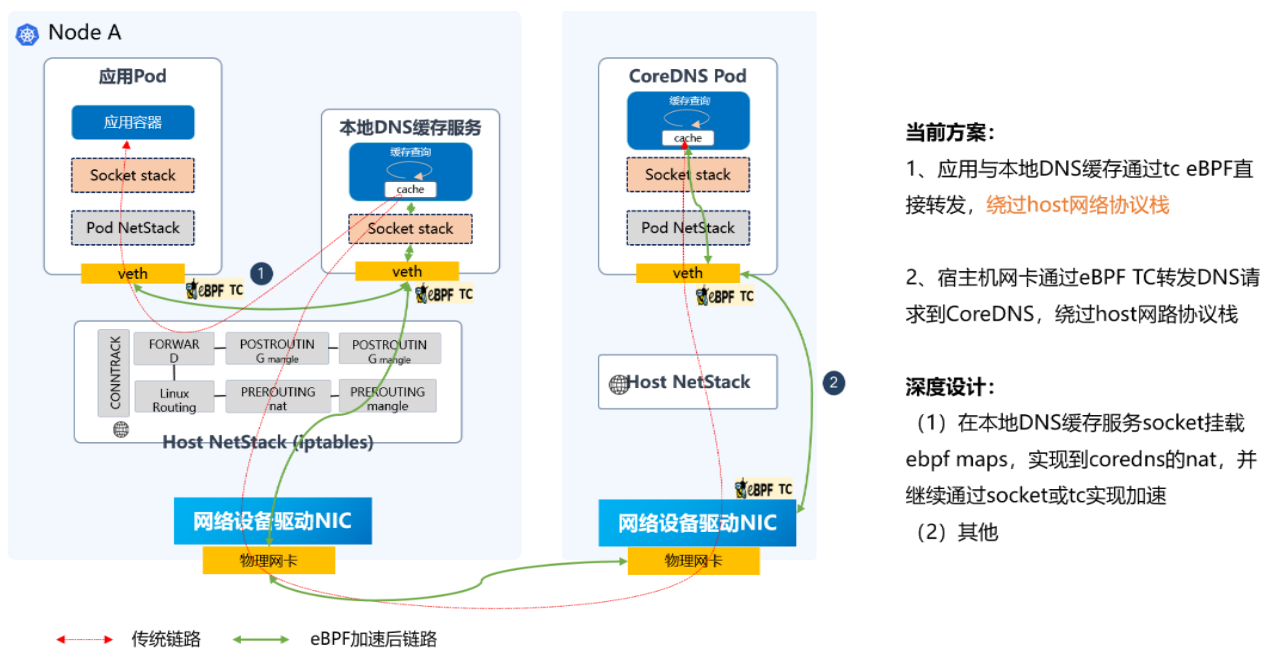 Node A
应用Pod
应用容器
Socket stack
Pod NetStack
veth
eBPF TC
1
本地DNS缓存服务
缓存查询
cache
Socket stack
veth
eBPF TC
CONNTRACK
FORWAR
D
POSTROUTIN
G mangle
POSTROUTIN
G mangle
Linux
Routing
PREROUTING
nat
PREROUTING
mangle
Host NetStack (iptables)
网络设备驱动NIC
物理网卡
CoreDNS Pod
缓存查询
cache
Socket stack
Pod NetStack
veth
eBPF TC
Host NetStack
2
eBPF TC
网络设备驱动NIC
物理网卡
传统链路
eBPF加速后链路
当前方案：
1、应用与本地DNS缓存通过tc eBPF直
接转发，绕过host网络协议栈
2、宿主机网卡通过eBPF TC转发DNS请
求到CoreDNS，绕过host网路协议栈
深度设计：
（1）在本地DNS缓存服务socket挂载
ebpf maps，实现到coredns的nat，并
继续通过socket或tc实现加速
（2）其他